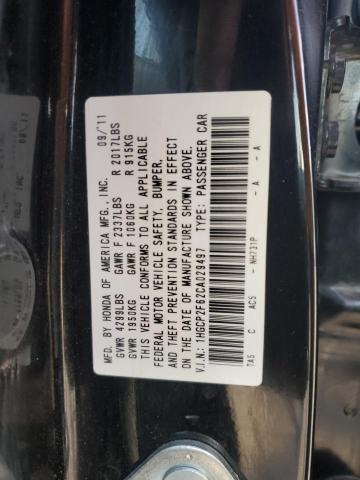 MFD. BY HONDA OF AMERICA MFG., INC. 09/11
GVWR 4299LBS GAWR F 2337LBS R 2017LBS
GVWR 1950KG GAWR F 1060KG R 915KG
THIS VEHICLE CONFORMS TO ALL APPLICABLE
FEDERAL MOTOR VEHICLE SAFETY, BUMPER,
AND THEFT PREVENTION STANDARDS IN EFFECT
ON THE DATE OF MANUFACTURE SHOWN ABOVE.
V.I.N.: 1HGCP2F62CA029497 TYPE: PASSENGER CAR
7A5 C AC5 - NH731P - A - A